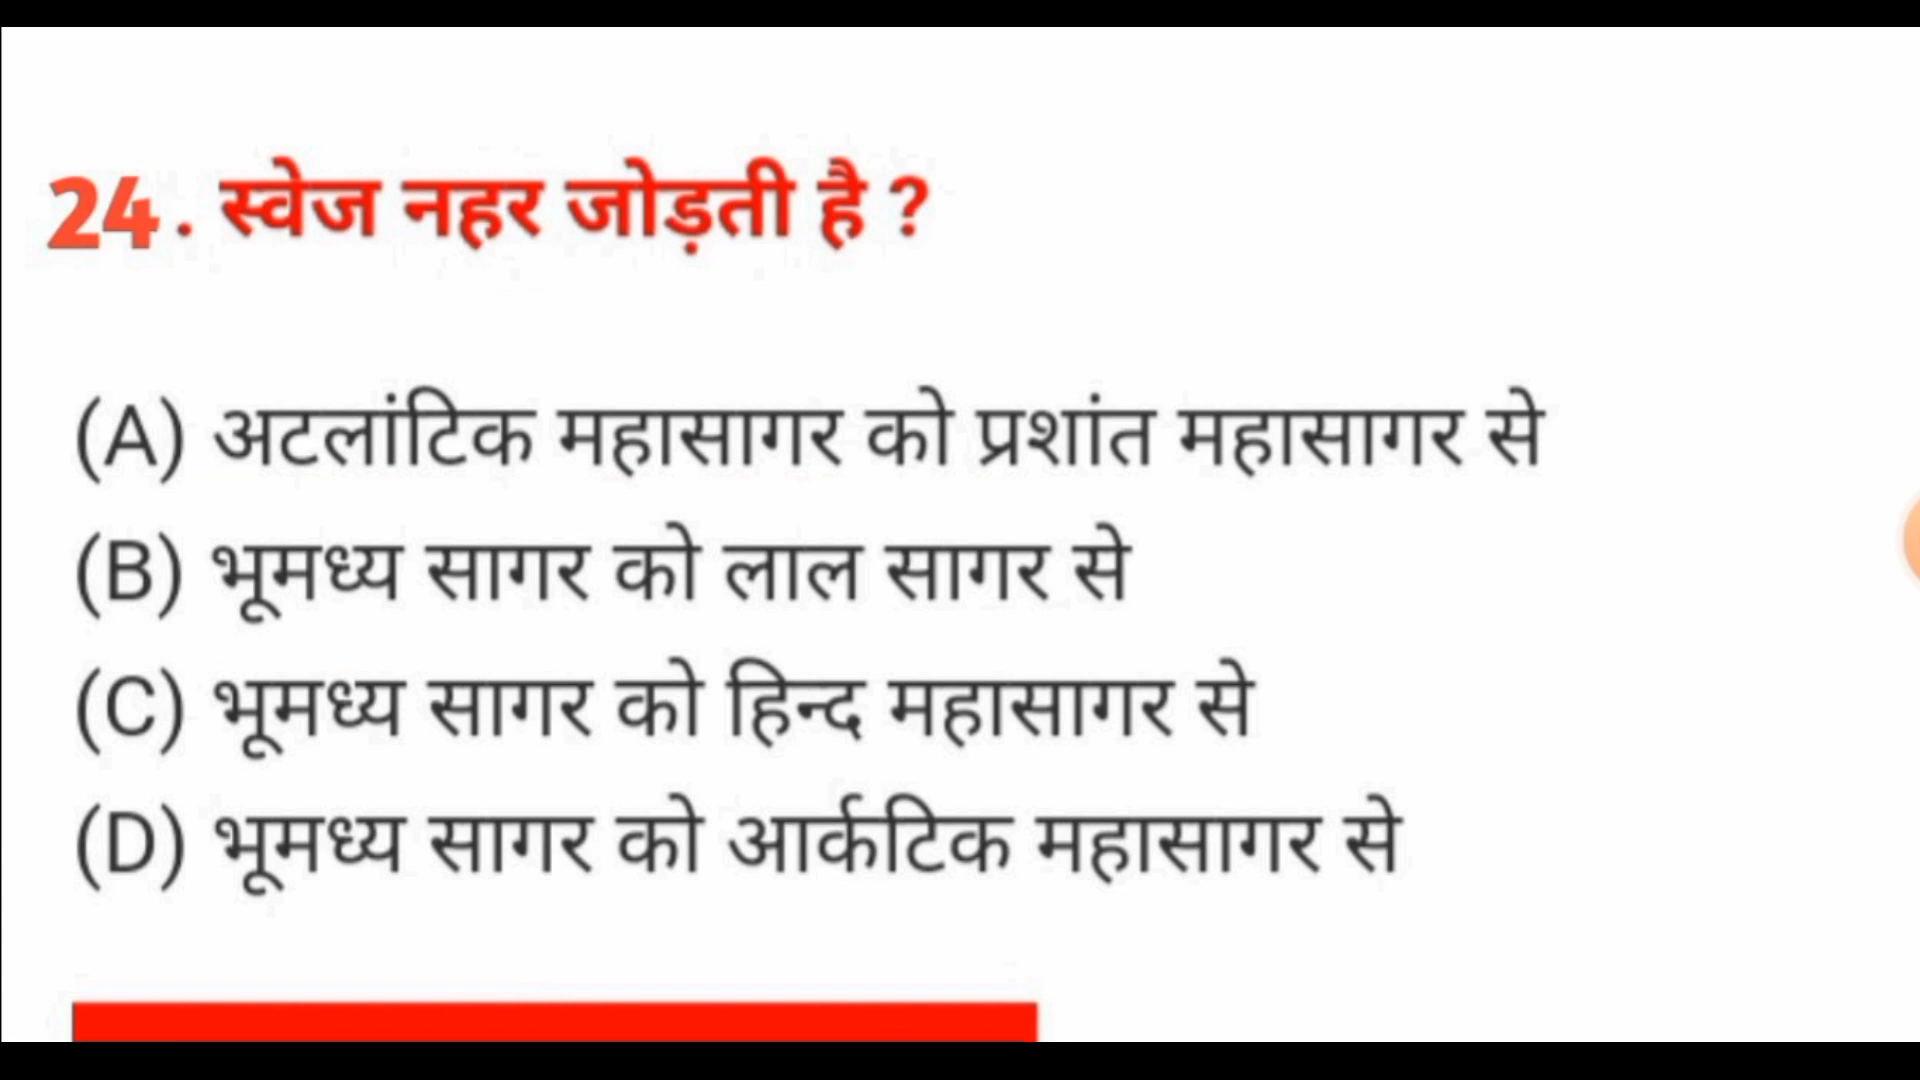 24. स्वेज नहर जोड़ती है ?
(A) अटलांटिक महासागर को प्रशांत महासागर से
(B) भूमध्य सागर को लाल सागर से
(C) भूमध्य सागर को हिन्द महासागर से
(D) भूमध्य सागर को आर्कटिक महासागर से